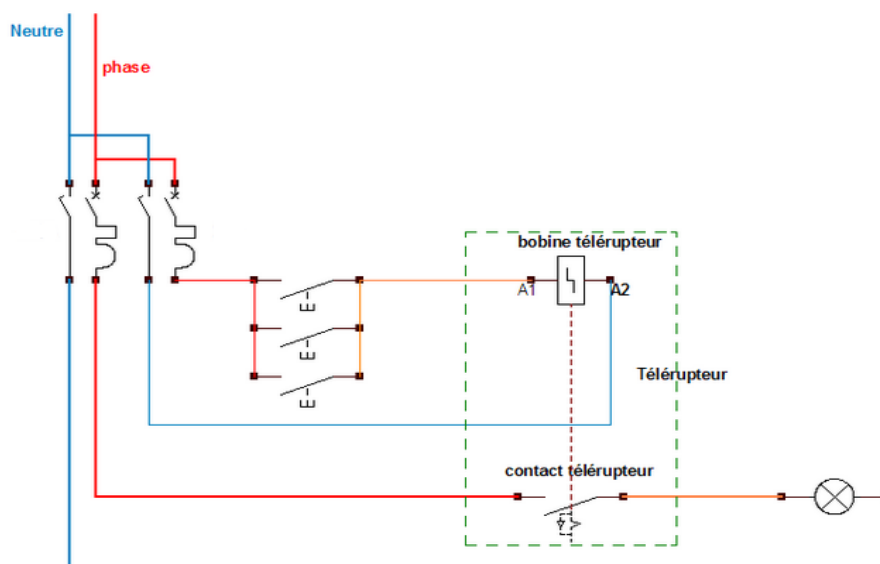 Neutre
phase
bobine télérupteur
A1
A2
Télérupteur
contact télérupteur